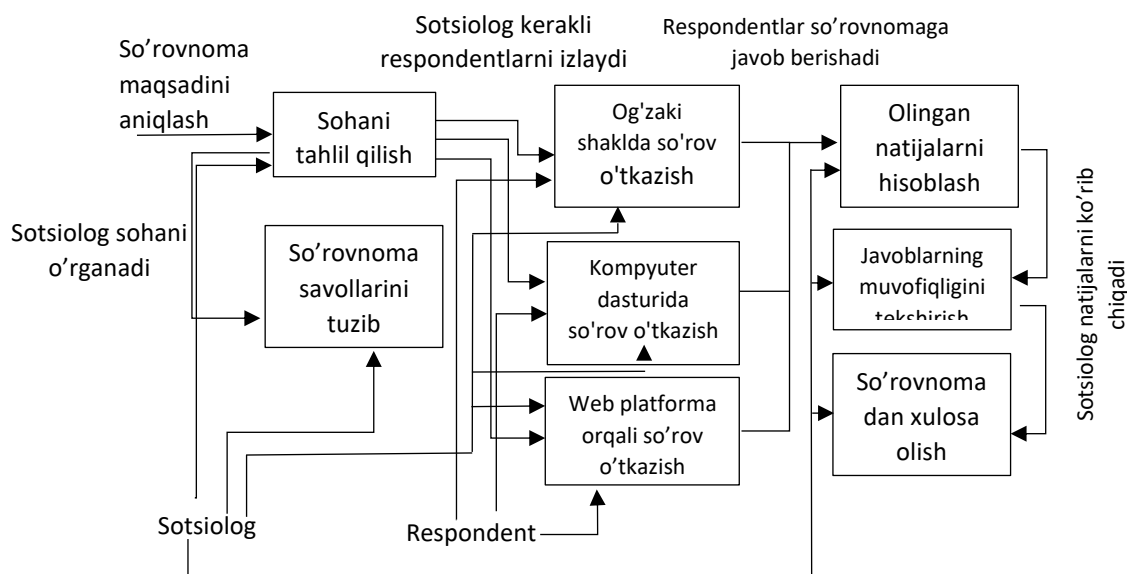 So’rovnoma
maqsadini
aniqlash
Sotsiolog kerakli
respondentlarni izlaydi
Respondentlar so’rovnomaga
javob berishadi
Sohani
tahlil qilish
Og'zaki
shaklda so'rov
o'tkazish
Olingan
natijalarni
hisoblash
Sotsiolog sohani
o’rganadi
So’rovnoma
savollarini
tuzib
Kompyuter
dasturida
so'rov o'tkazish
Javoblarning
muvofiqligini
tekshirish
Sotsiolog natijalarni ko’rib
chiqadi
Web platforma
orqali so’rov
o’tkazish
So’rovnoma
dan xulosa
olish
Sotsiolog
Respondent